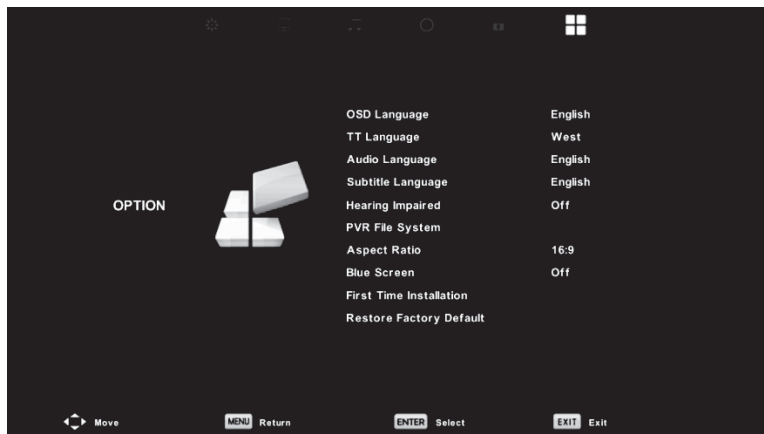 OSD Language English
TT Language West
Audio Language English
Subtitle Language English
OPTION
Hearing Impaired Off
PVR File System
Aspect Ratio 16:9
Blue Screen Off
First Time Installation
Restore Factory Default
Move MENU Return ENTER Select EXIT Exit